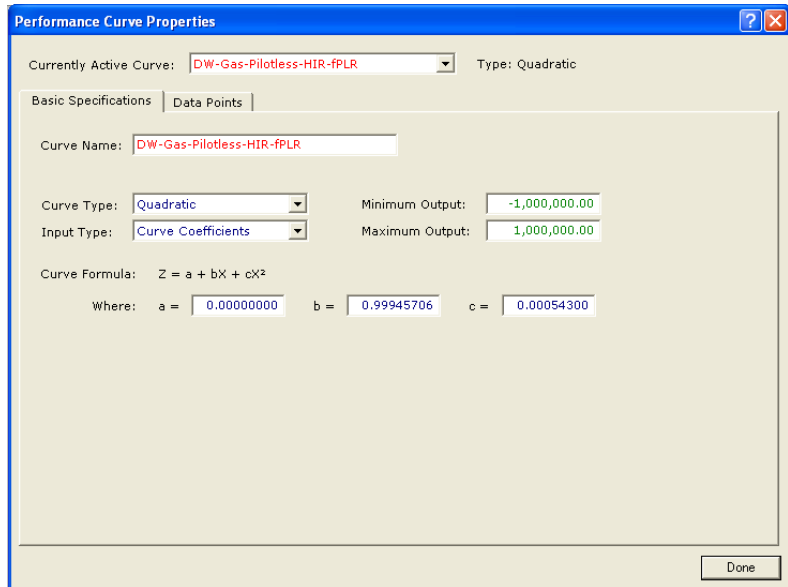 Performance Curve Properties
Currently Active Curve: DW-Gas-Pilotless-HIR-fPLR Type: Quadratic
Basic Specifications Data Points
Curve Name: DW-Gas-Pilotless-HIR-fPLR
Curve Type: Quadratic Minimum Output: -1,000,000.00
Input Type: Curve Coefficients Maximum Output: 1,000,000.00
Curve Formula: Z = a + bX + cX²
Where: a = 0.00000000 b = 0.99945706 c = 0.00054300
Done